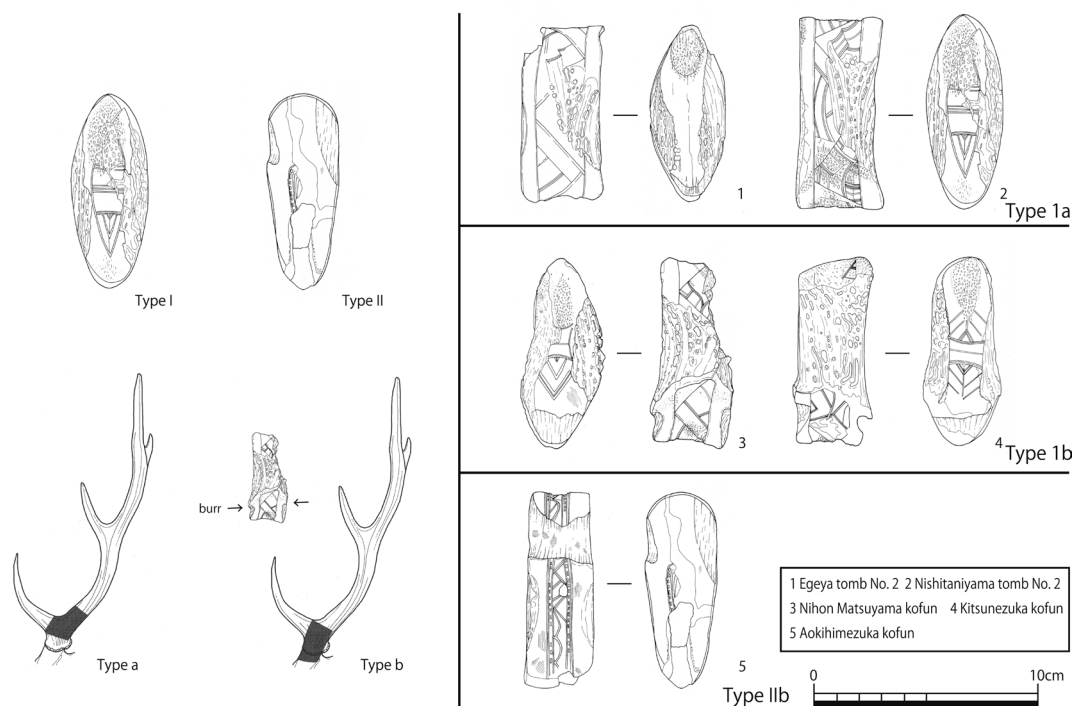 Type I
Type II
burr
Type a
Type b
1
2
Type 1a
3
4
Type 1b
5
Type IIb
1 Egeya tomb No. 2 2 Nishitaniyama tomb No. 2
3 Nihon Matsuyama kofun 4 Kitsunezuka kofun
5 Aokihimezuka kofun
0 10cm